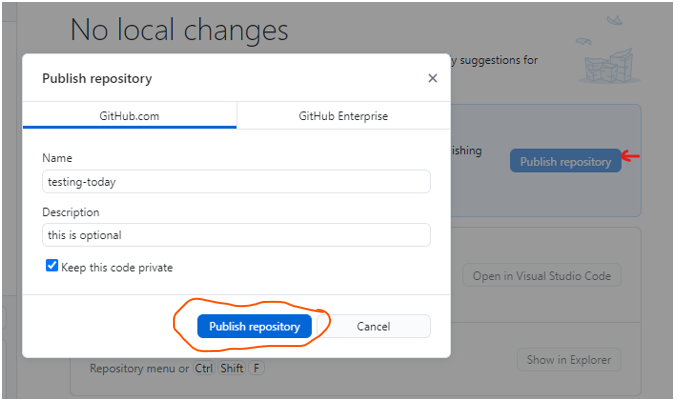 No local changes
y suggestions for
Publish repository
GitHub.com
GitHub Enterprise
ishing
Publish repository
Name
testing-today
Description
this is optional
Keep this code private
Open in Visual Studio Code
Publish repository
Cancel
Show in Explorer
Repository menu or Ctrl Shift F